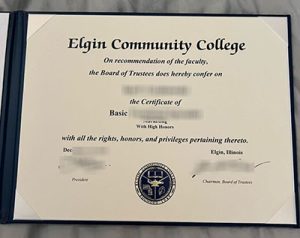 Elgin Community College
On recommendation of the faculty,
the Board of Trustees does hereby confer on
the Certificate of
Basic
With High Honors
with all the rights, honors, and privileges pertaining thereto.
Dec
Elgin, Illinois
President
Chairman, Board of Trustees